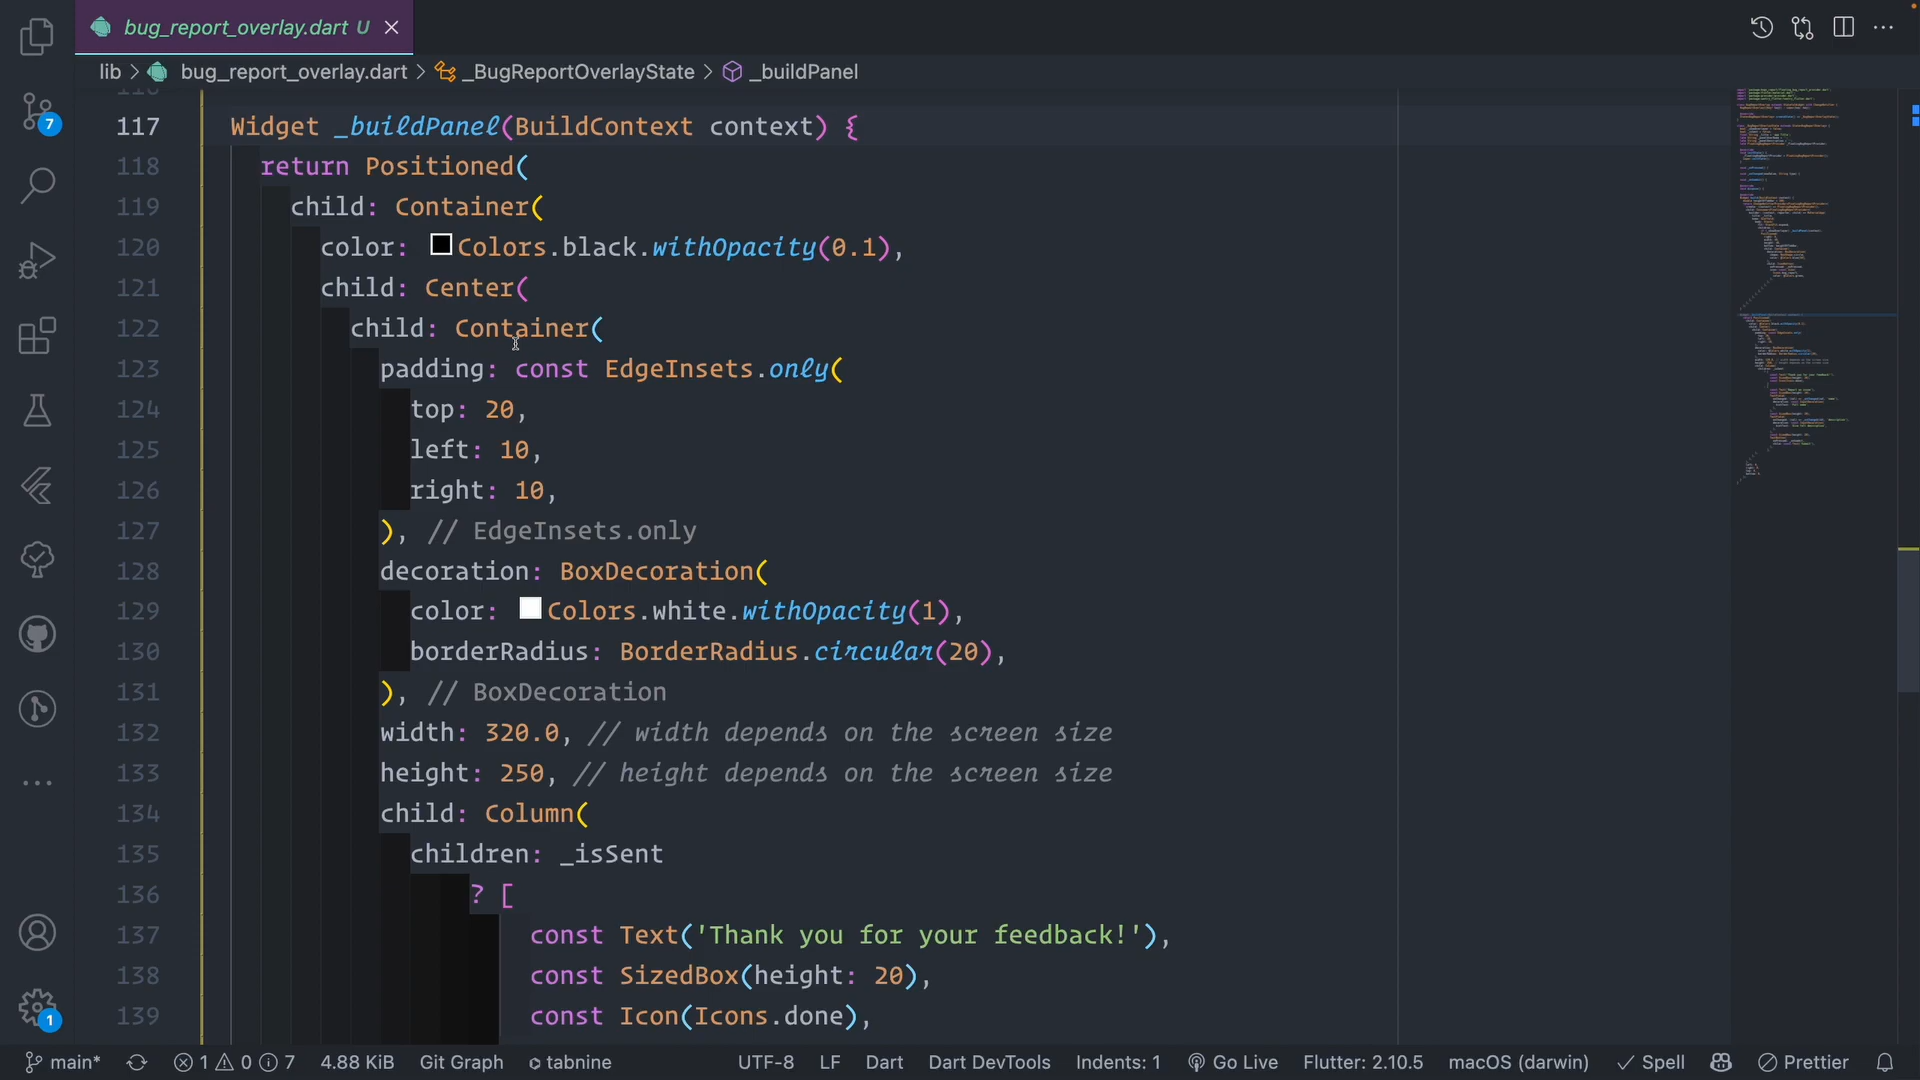 bug_report_overlay.dart U
lib > bug_report_overlay.dart > _BugReportOverlayState > _buildPanel
117 Widget _buildPanel(BuildContext context) {
118 return Positioned(
119 child: Container(
120 color: Colors.black.withOpacity(0.1),
121 child: Center(
122 child: Container(
123 padding: const EdgeInsets.only(
124 top: 20,
125 left: 10,
126 right: 10,
127 ), // EdgeInsets.only
128 decoration: BoxDecoration(
129 color: Colors.white.withOpacity(1),
130 borderRadius: BorderRadius.circular(20),
131 ), // BoxDecoration
132 width: 320.0, // width depends on the screen size
133 height: 250, // height depends on the screen size
134 child: Column(
135 children: _isSent
136 ? [
137 const Text('Thank you for your feedback!'),
138 const SizedBox(height: 20),
139 const Icon(Icons.done),
7
1
main* 1 0 7 4.88 KiB Git Graph tabnine UTF-8 LF Dart Dart DevTools Indents: 1 Go Live Flutter: 2.10.5 macOS (darwin) Spell Prettier